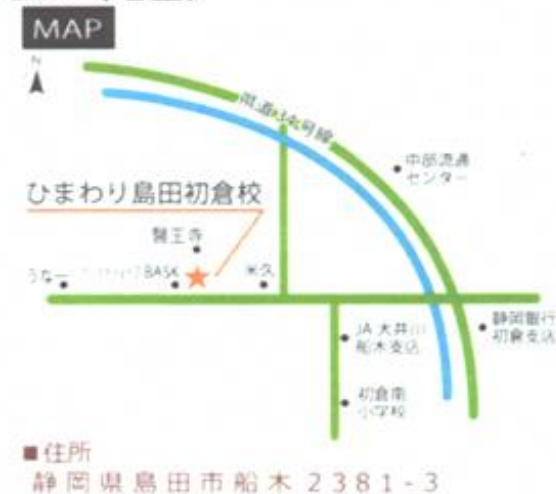 MAP
N
県道34号線
中部流通
センター
ひまわり島田初倉校
醫王寺
うなー
BASK
米久
静岡銀行
初倉支店
JA 大井川
船木支店
初倉南
小学校
■住所
静岡県島田市船木2381-3